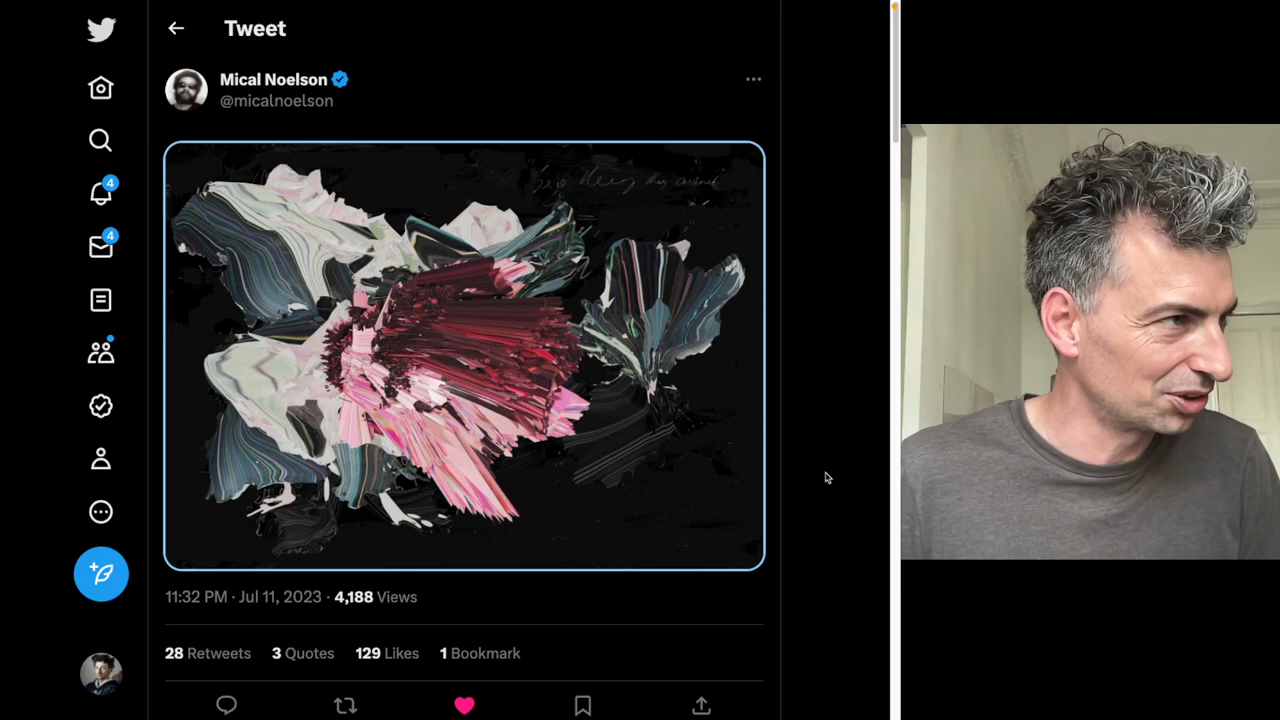 Tweet
Mical Noelson
@micalnoelson
4
4
11:32 PM · Jul 11, 2023 · 4,188 Views
28 Retweets 3 Quotes 129 Likes 1 Bookmark